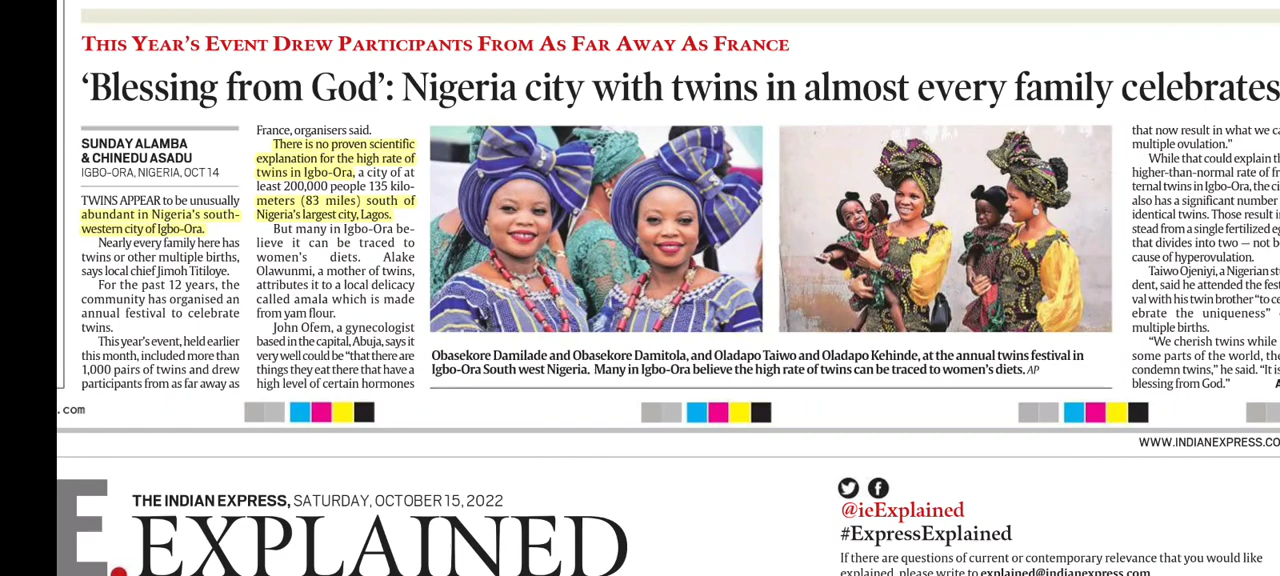 THIS YEAR'S EVENT DREW PARTICIPANTS FROM AS FAR AWAY AS FRANCE
'Blessing from God': Nigeria city with twins in almost every family celebrates
SUNDAY ALAMBA
& CHINEDU ASADU
IGBO-ORA, NIGERIA, OCT 14
TWINS APPEAR to be unusually
abundant in Nigeria's south-
western city of Igbo-Ora.
Nearly every family here has
twins or other multiple births,
says local chief Jimoh Titiloye.
For the past 12 years, the
community has organised an
annual festival to celebrate
twins.
This year's event, held earlier
this month, included more than
1,000 pairs of twins and drew
participants from as far away as
France, organisers said.
There is no proven scientific
explanation for the high rate of
twins in Igbo-Ora, a city of at
least 200,000 people 135 kilo-
meters (83 miles) south of
Nigeria's largest city, Lagos.
But many in Igbo-Ora be-
lieve it can be traced to
women's diets. Alake
Olawunmi, a mother of twins,
attributes it to a local delicacy
called amala which is made
from yam flour.
John Ofem, a gynecologist
based in the capital, Abuja, says it
very well could be "that there are
things they eat there that have a
high level of certain hormones
Obasekore Damilade and Obasekore Damitola, and Oladapo Taiwo and Oladapo Kehinde, at the annual twins festival in
Igbo-Ora South west Nigeria. Many in Igbo-Ora believe the high rate of twins can be traced to women's diets. AP
that now result in what we ca
multiple ovulation."
While that could explain th
higher-than-normal rate of fr
ternal twins in Igbo-Ora, the ci
also has a significant number
identical twins. Those result i
stead from a single fertilized eg
that divides into two — not b
cause of hyperovulation.
Taiwo Ojeniyi, a Nigerian stu
dent, said he attended the fest
val with his twin brother "to ce
ebrate the uniqueness"
multiple births.
"We cherish twins while
some parts of the world, the
condemn twins," he said. "It is
blessing from God."
.com
WWW.INDIANEXPRESS.CO
THE INDIAN EXPRESS, SATURDAY, OCTOBER 15, 2022
E.EXPLAINED
@ieExplained
#ExpressExplained
If there are questions of current or contemporary relevance that you would like
explained, please write to explained@indianexpress.com